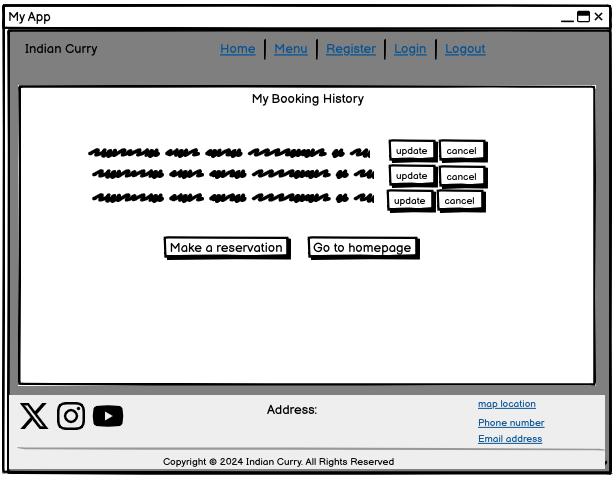 My App
Indian Curry Home Menu Register Login Logout
My Booking History
update cancel
update cancel
update cancel
Make a reservation Go to homepage
Address:
map location
Phone number
Email address
Copyright © 2024 Indian Curry. All Rights Reserved